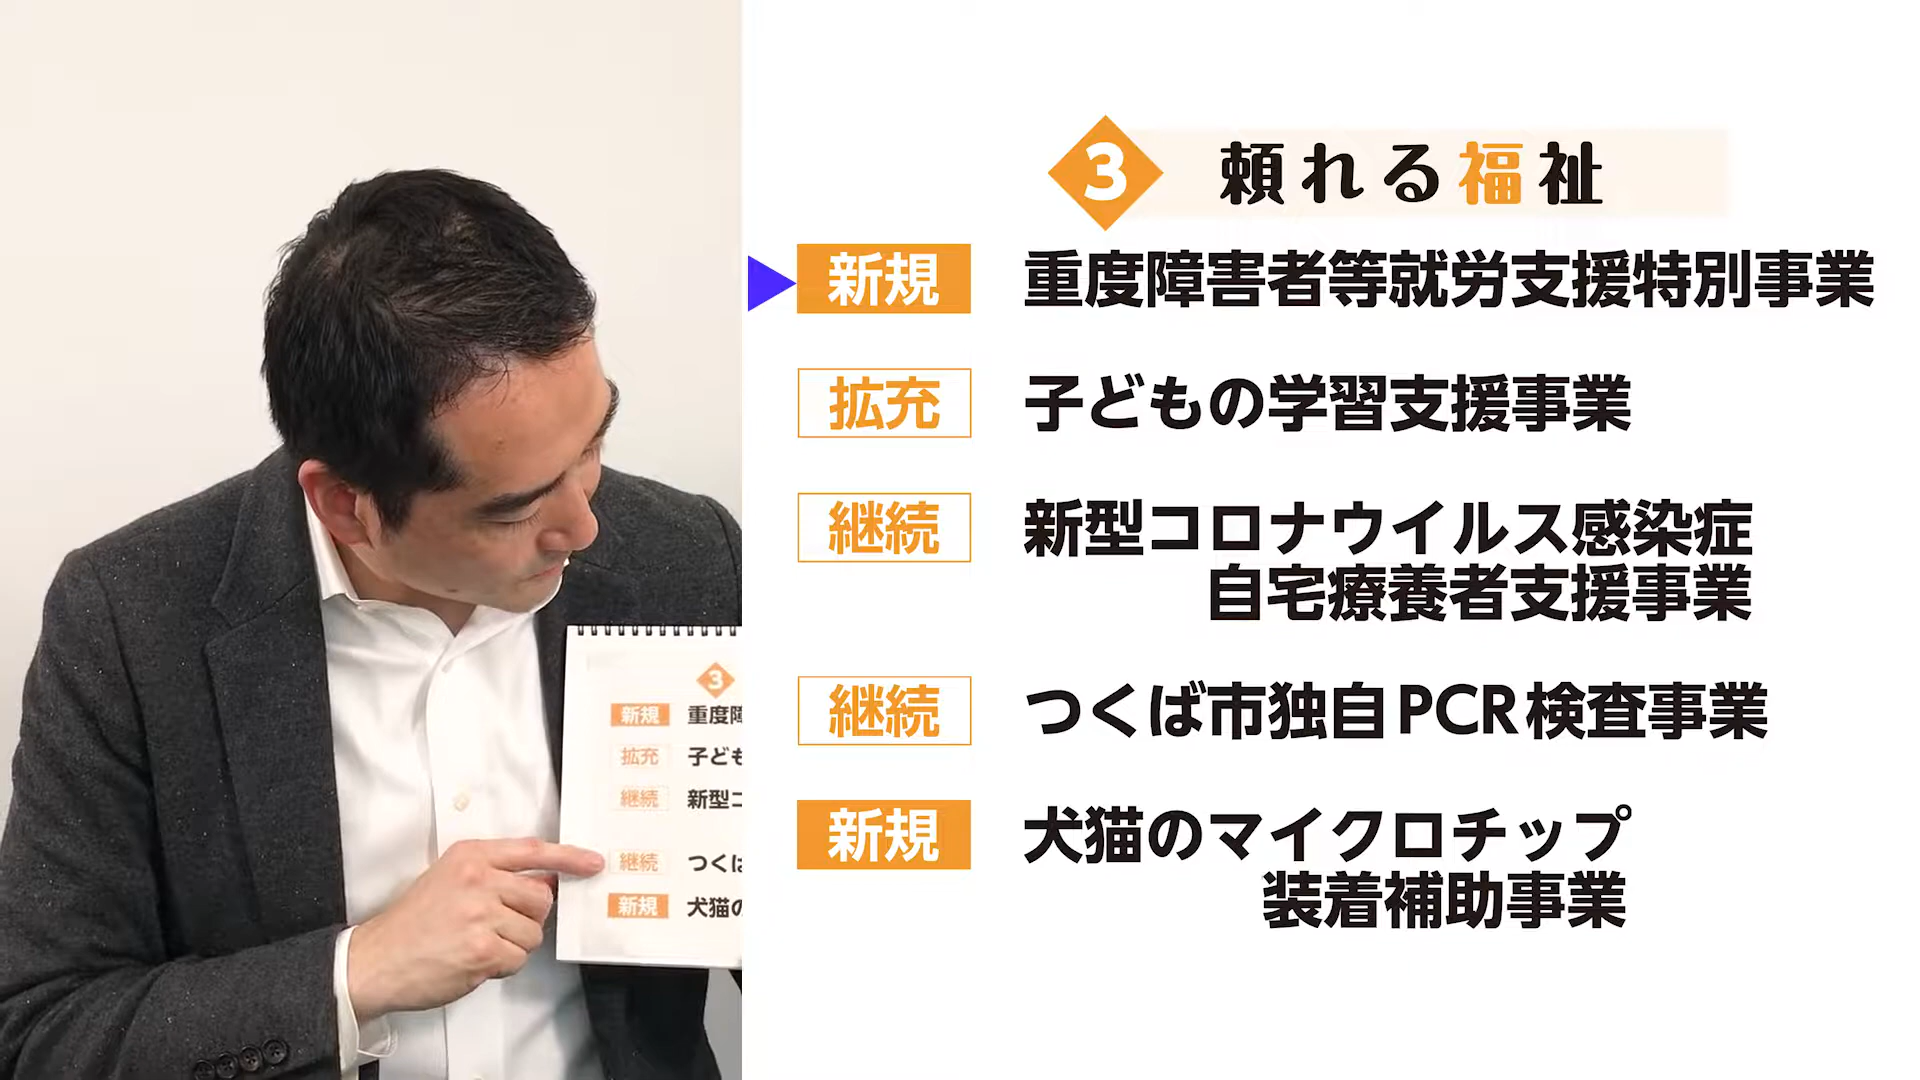 3 頼れる福祉
新規 重度障害者等就労支援特別事業
拡充 子どもの学習支援事業
継続 新型コロナウイルス感染症
自宅療養者支援事業
継続 つくば市独自PCR検査事業
新規 犬猫のマイクロチップ
装着補助事業
3
新規 重度障
拡充 子ども
継続 新型コ
継続 つくば
新規 犬猫の